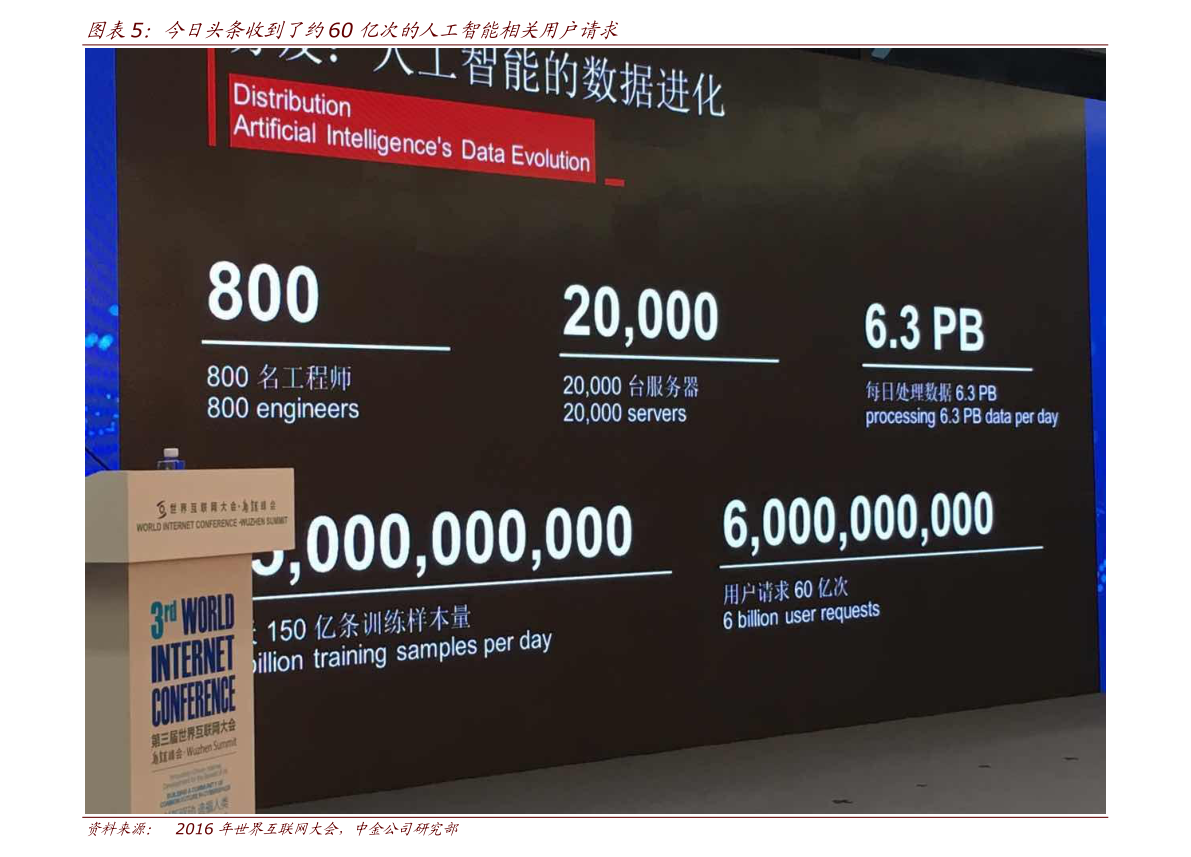 图表 5：今日头条收到了约 60 亿次的人工智能相关用户请求
分发：人工智能的数据进化
Distribution
Artificial Intelligence's Data Evolution
800
800 名工程师
800 engineers
20,000
20,000 台服务器
20,000 servers
6.3 PB
每日处理数据 6.3 PB
processing 6.3 PB data per day
5,000,000,000
150 亿条训练样本量
billion training samples per day
6,000,000,000
用户请求 60 亿次
6 billion user requests
世界互联网大会·乌镇峰会
WORLD INTERNET CONFERENCE·WUZHEN SUMMIT
3rd WORLD
INTERNET
CONFERENCE
第三届世界互联网大会
乌镇峰会·Wuzhen Summit
资料来源： 2016 年世界互联网大会，中金公司研究部